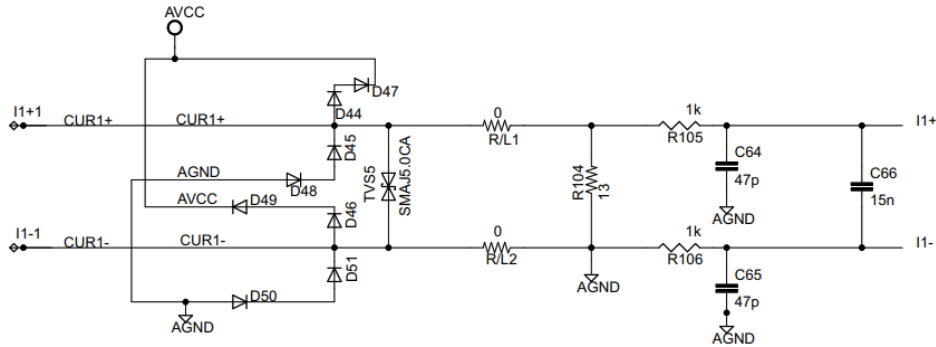 AVCC
D47
I1+1
CUR1+
CUR1+
D44
0
R/L1
1k
R105
I1+
D45
AGND
D48
TVS5
SMAJ5.0CA
R104
13
C64
47p
AGND
C66
15n
AVCC
D49
D46
I1-1
CUR1-
CUR1-
0
R/L2
1k
R106
I1-
D51
AGND
C65
47p
D50
AGND
AGND